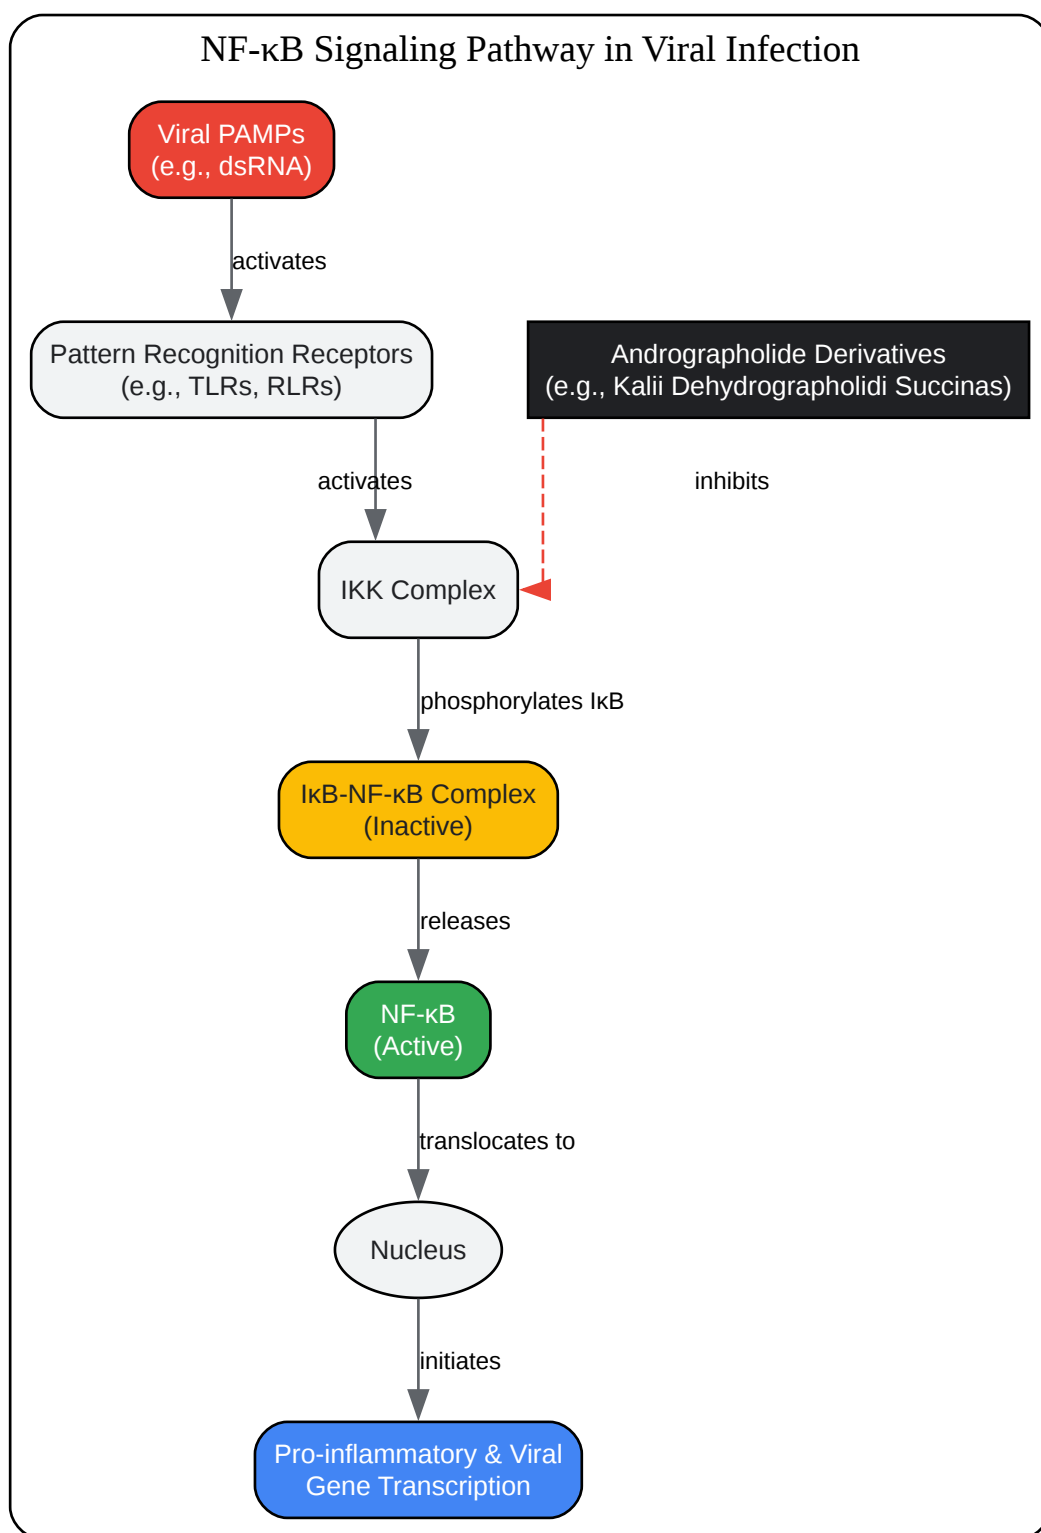 NF-κB Signaling Pathway in Viral Infection
Viral PAMPs
(e.g., dsRNA)
activates
Pattern Recognition Receptors
(e.g., TLRs, RLRs)
Andrographolide Derivatives
(e.g., Kalii Dehydrographolidi Succinas)
activates
inhibits
IKK Complex
phosphorylates IκB
IκB-NF-κB Complex
(Inactive)
releases
NF-κB
(Active)
translocates to
Nucleus
initiates
Pro-inflammatory & Viral
Gene Transcription